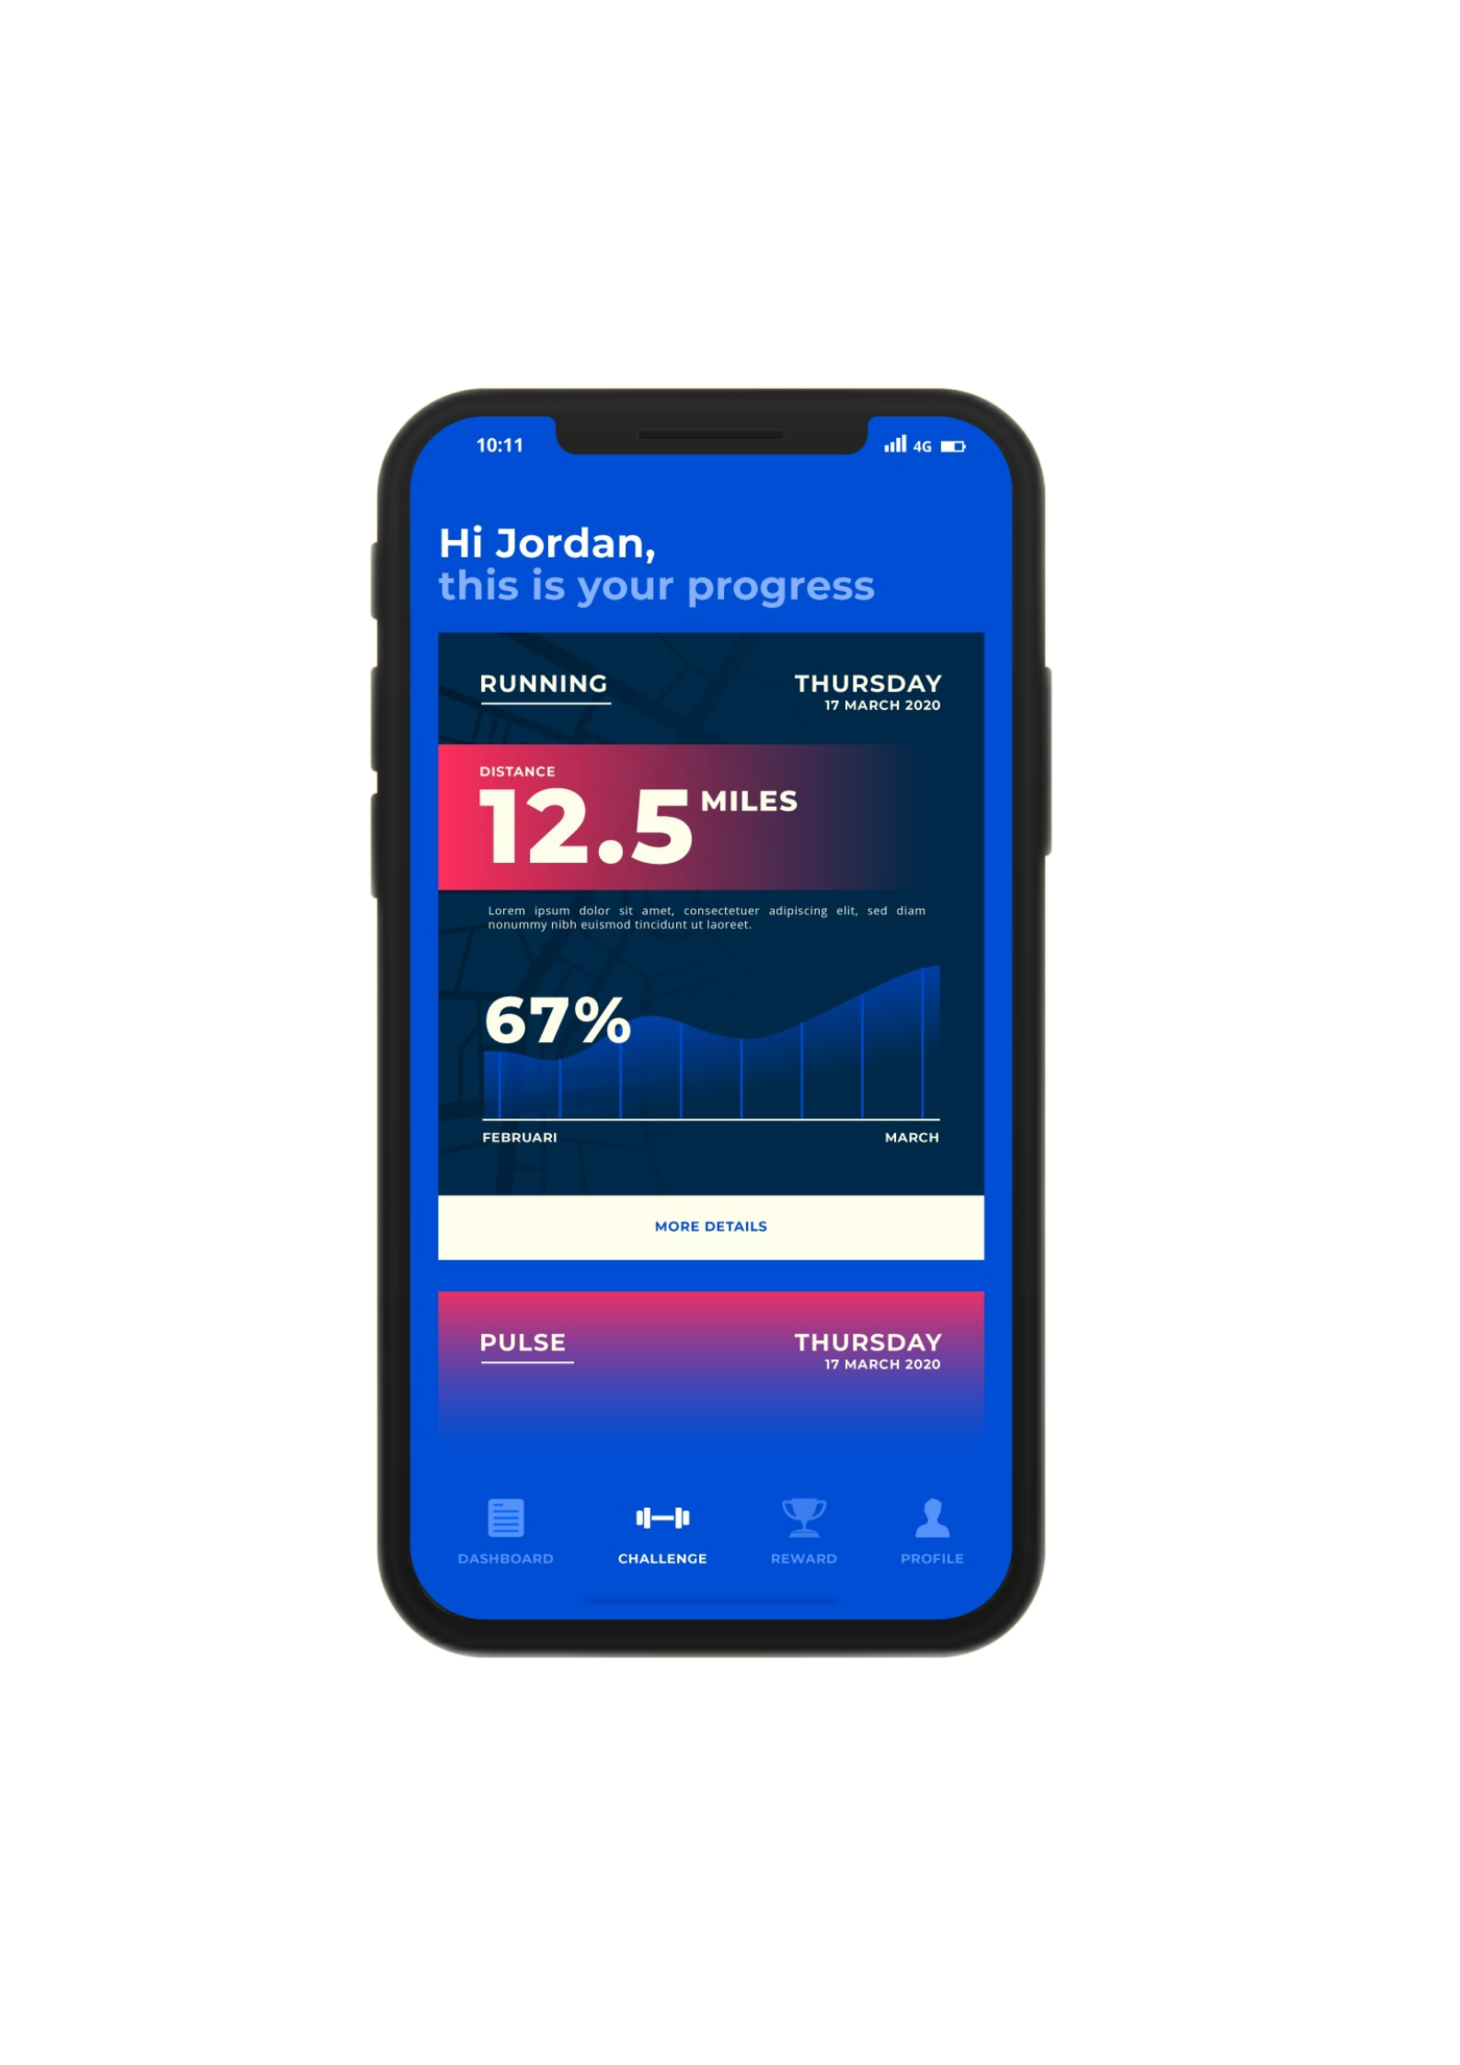 10:11
4G
Hi Jordan,
this is your progress
RUNNING
THURSDAY
17 MARCH 2020
DISTANCE
12.5 MILES
Lorem ipsum dolor sit amet, consectetuer adipiscing elit, sed diam
nonummy nibh euismod tincidunt ut laoreet.
67%
FEBRUARI
MARCH
MORE DETAILS
PULSE
THURSDAY
17 MARCH 2020
DASHBOARD
CHALLENGE
REWARD
PROFILE